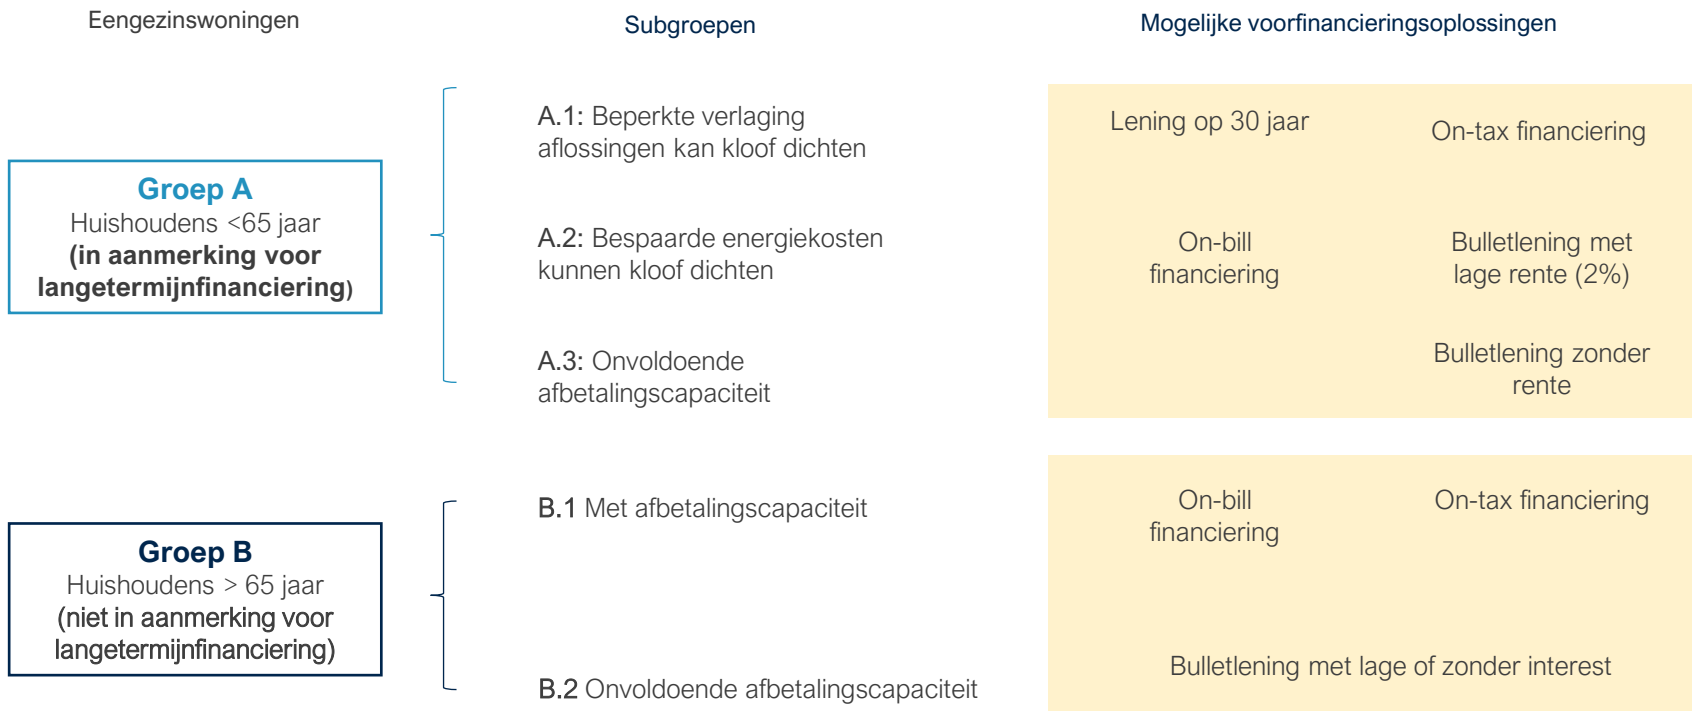 Eengezinswoningen
Subgroepen
Mogelijke voorfinancieringsoplossingen
Groep A
Huishoudens <65 jaar
(in aanmerking voor
langetermijnfinanciering)
A.1: Beperkte verlaging
aflossingen kan kloof dichten
Lening op 30 jaar
On-tax financiering
A.2: Bespaarde energiekosten
kunnen kloof dichten
On-bill
financiering
Bulletlening met
lage rente (2%)
A.3: Onvoldoende
afbetalingscapaciteit
Bulletlening zonder
rente
Groep B
Huishoudens > 65 jaar
(niet in aanmerking voor
langetermijnfinanciering)
B.1 Met afbetalingscapaciteit
On-bill
financiering
On-tax financiering
B.2 Onvoldoende afbetalingscapaciteit
Bulletlening met lage of zonder interest